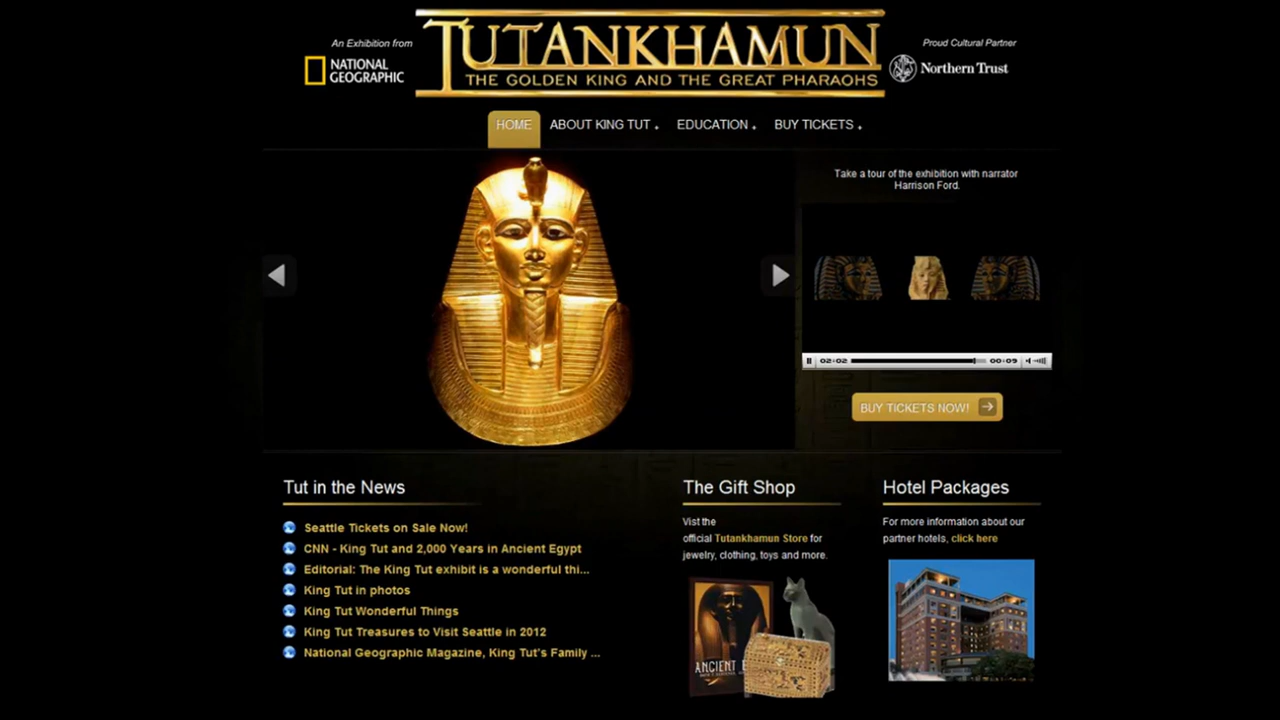 An Exhibition from
NATIONAL
GEOGRAPHIC
TUTANKHAMUN
THE GOLDEN KING AND THE GREAT PHARAOHS
Proud Cultural Partner
Northern Trust
HOME ABOUT KING TUT EDUCATION BUY TICKETS
Take a tour of the exhibition with narrator
Harrison Ford.
02:02 00:09
BUY TICKETS NOW!
Tut in the News
Seattle Tickets on Sale Now!
CNN - King Tut and 2,000 Years in Ancient Egypt
Editorial: The King Tut exhibit is a wonderful thi...
King Tut in photos
King Tut Wonderful Things
King Tut Treasures to Visit Seattle in 2012
National Geographic Magazine, King Tut's Family ...
The Gift Shop
Vist the
official Tutankhamun Store for
jewelry, clothing, toys and more.
ANCIENT
Hotel Packages
For more information about our
partner hotels, click here